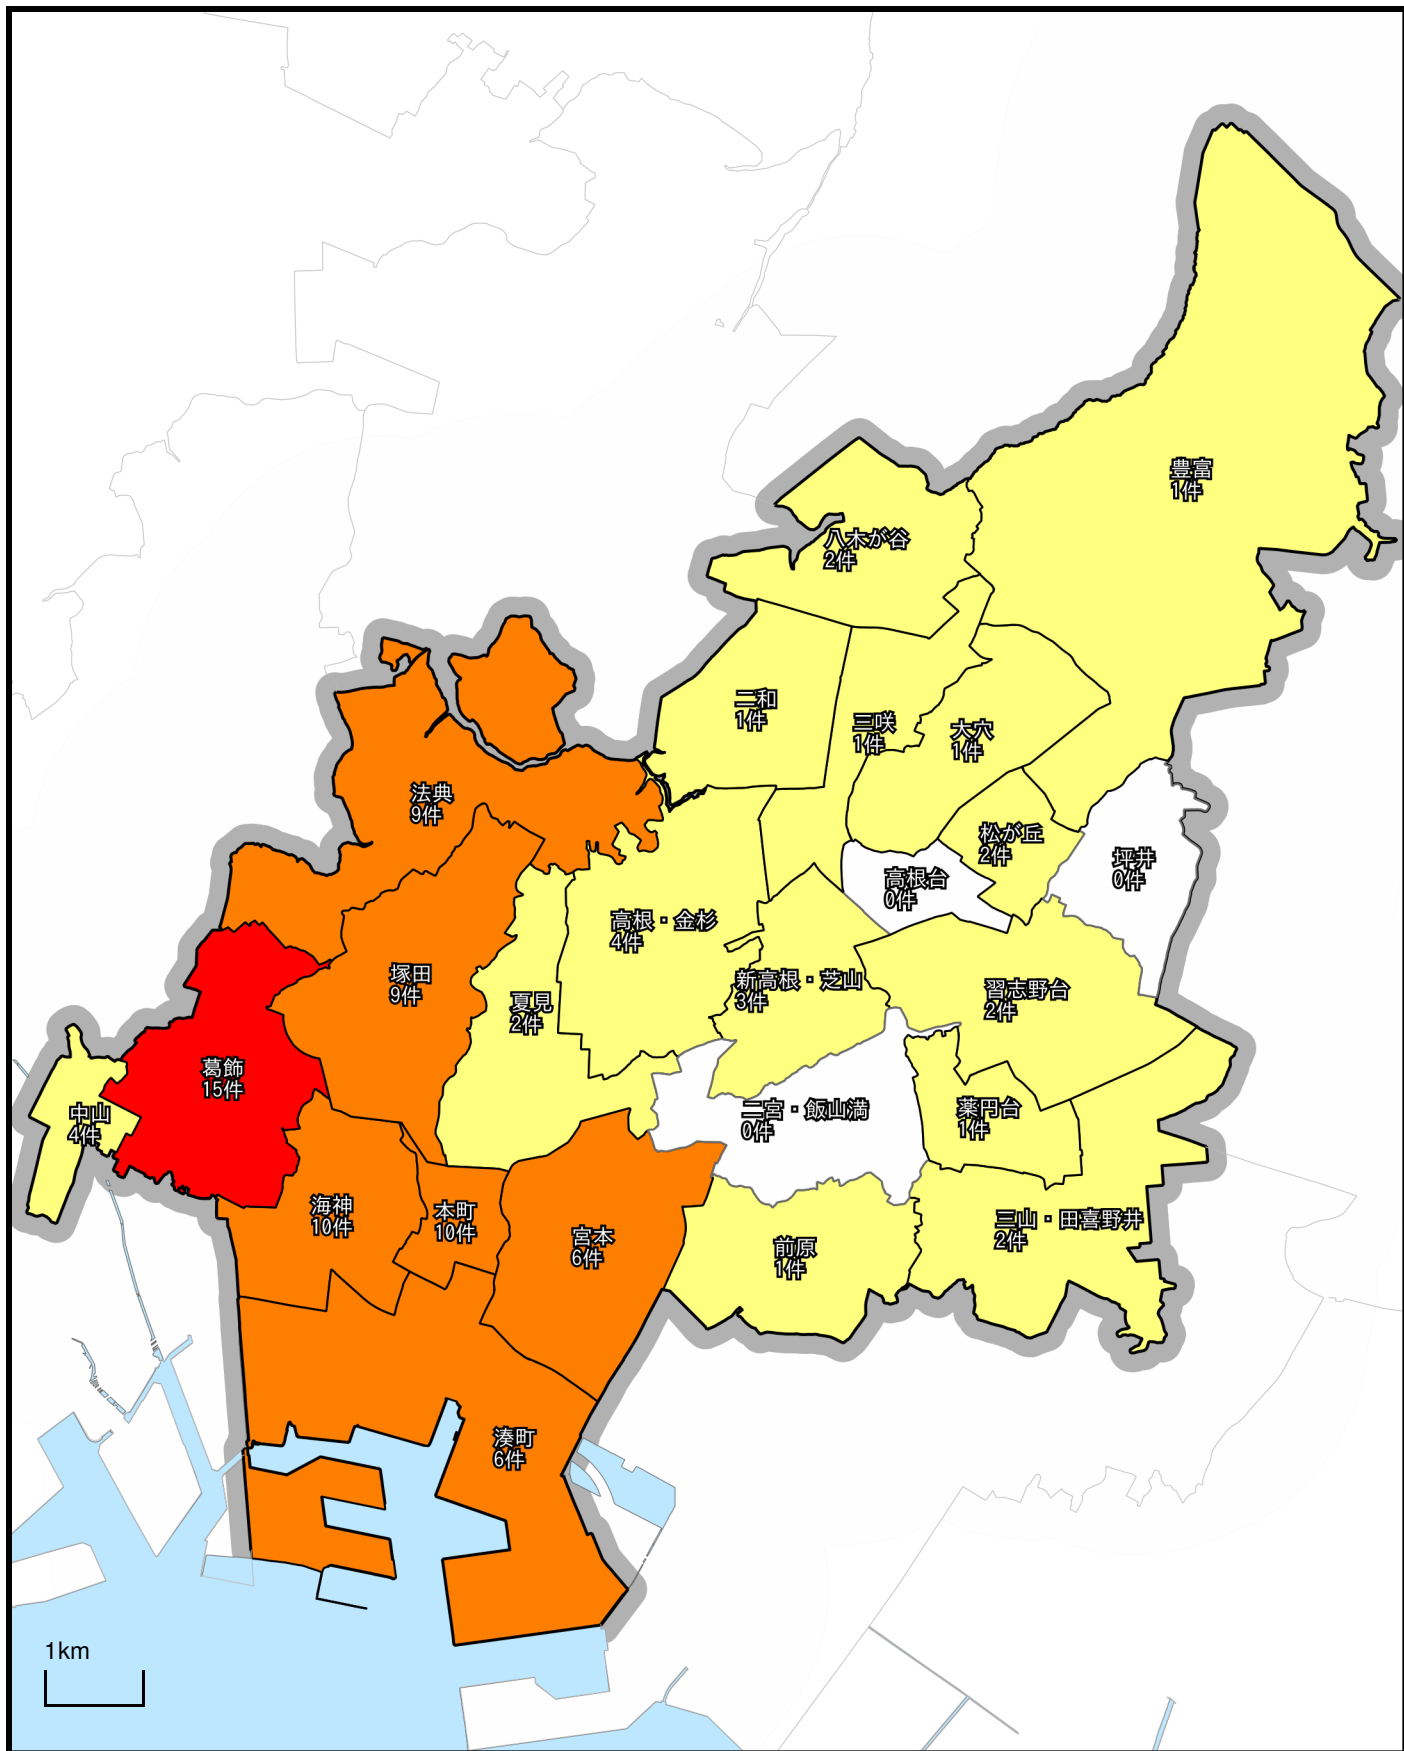 豊富
1件
八木が谷
2件
二和
1件
三咲
1件
大穴
1件
法典
9件
松が丘
2件
坪井
0件
高根台
0件
高根・金杉
4件
塚田
9件
新高根・芝山
3件
習志野台
2件
夏見
2件
葛飾
15件
中山
4件
二宮・飯山満
0件
薬円台
1件
海神
10件
本町
10件
三山・田喜野井
2件
宮本
6件
前原
1件
湊町
6件
1km